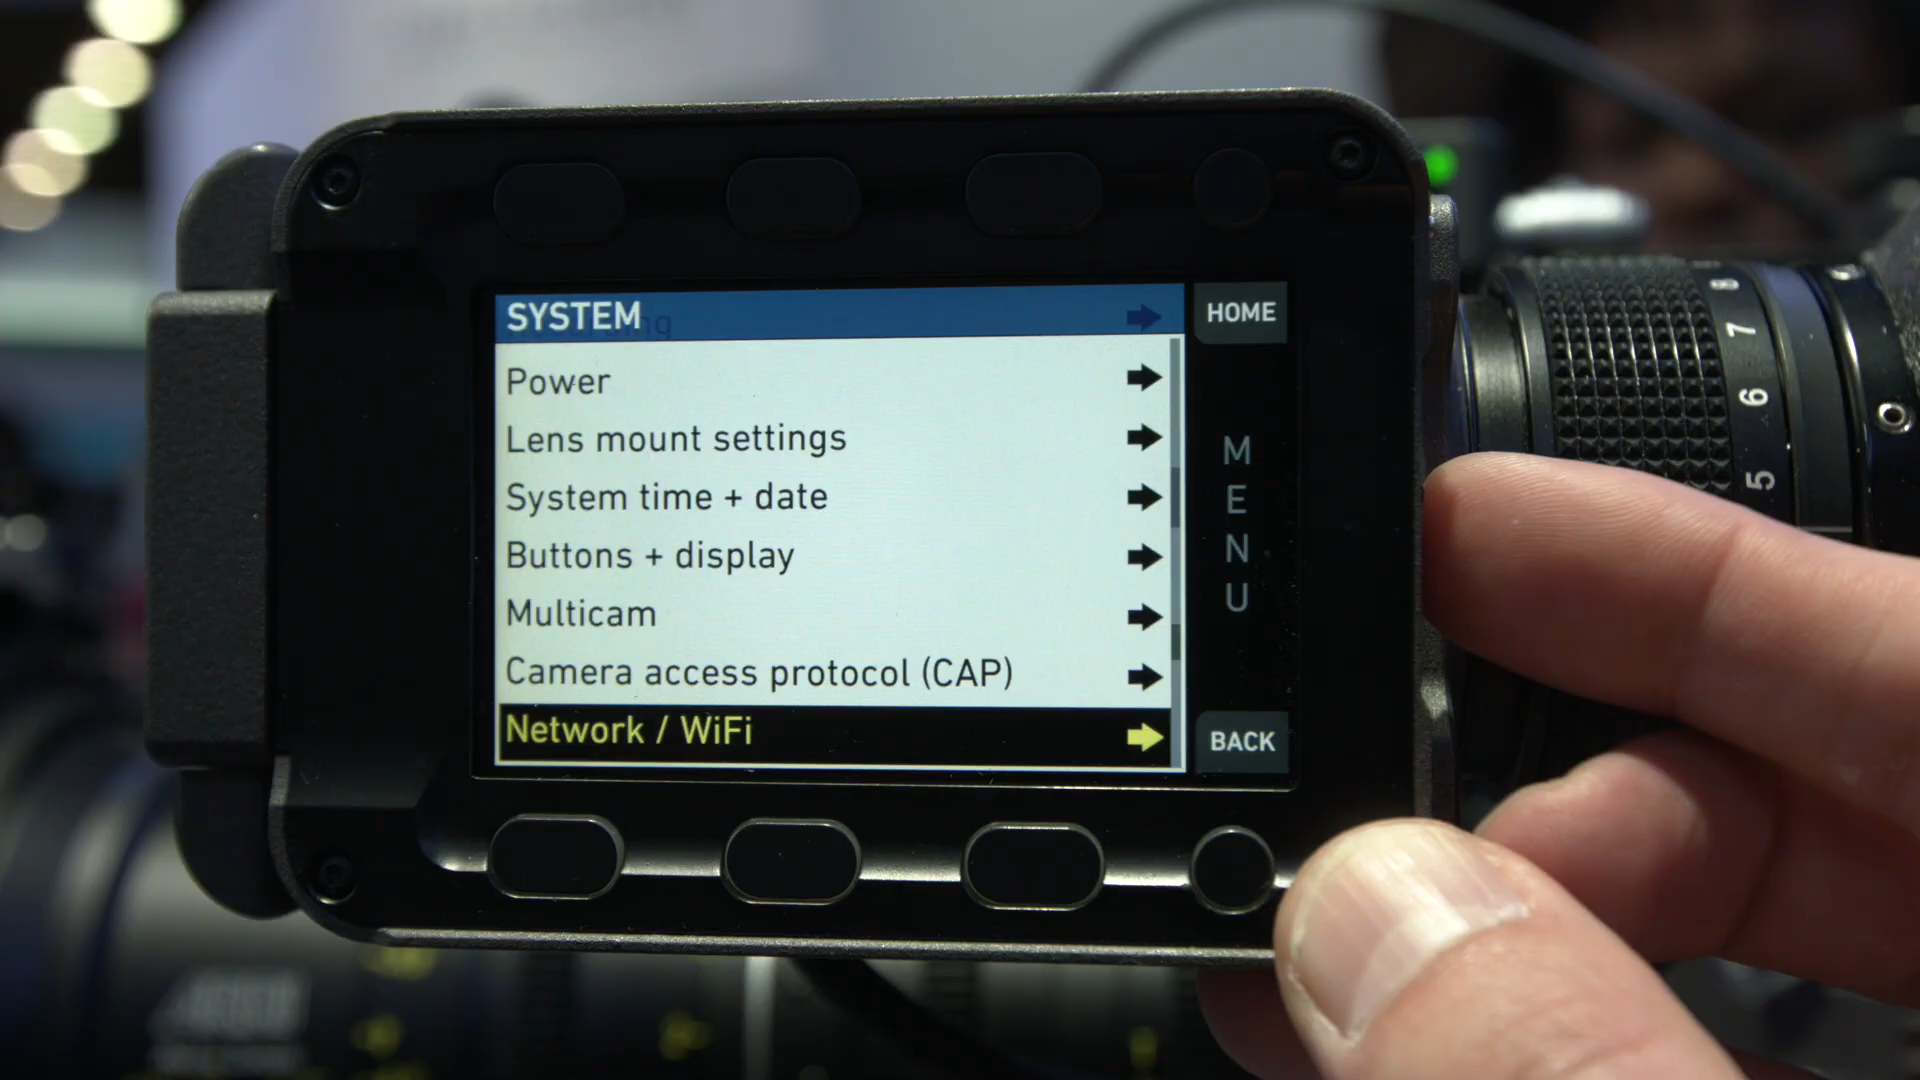 SYSTEM
HOME
Power
Lens mount settings
System time + date
Buttons + display
Multicam
Camera access protocol (CAP)
Network / WiFi
MENU
BACK
8
7
6
5